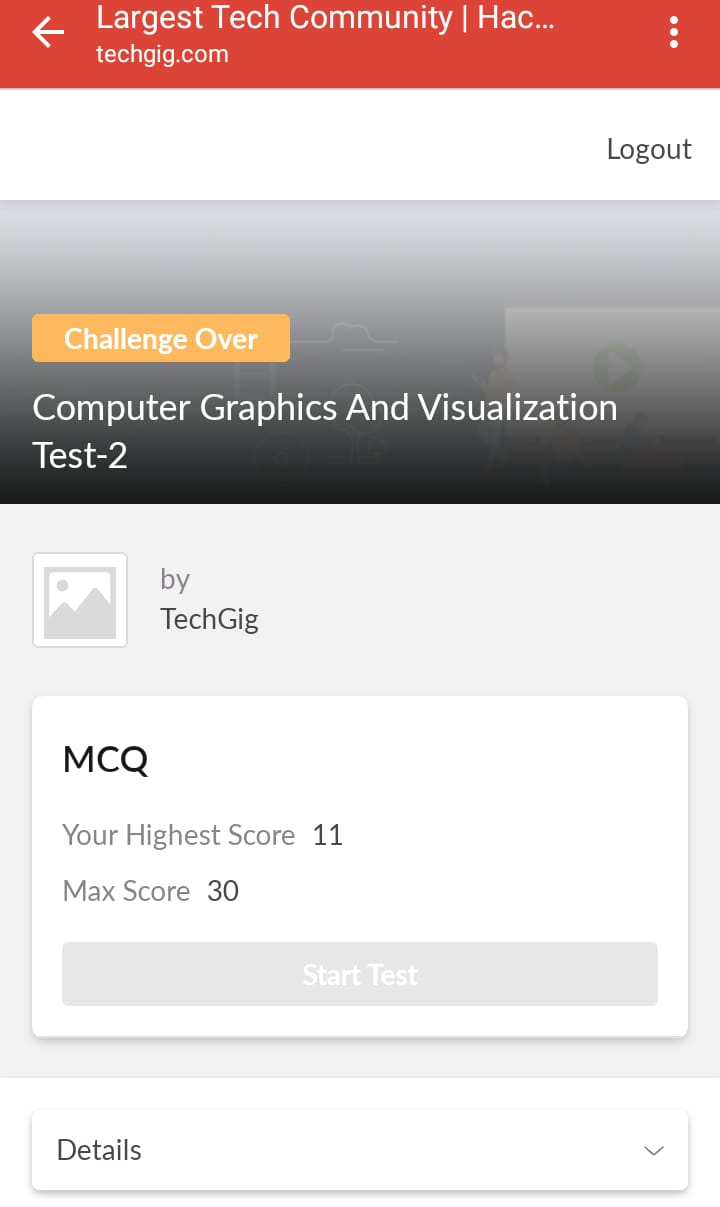 Largest Tech Community | Hac...
techgig.com
Logout
Challenge Over
Computer Graphics And Visualization
Test-2
by
TechGig
MCQ
Your Highest Score 11
Max Score 30
Start Test
Details